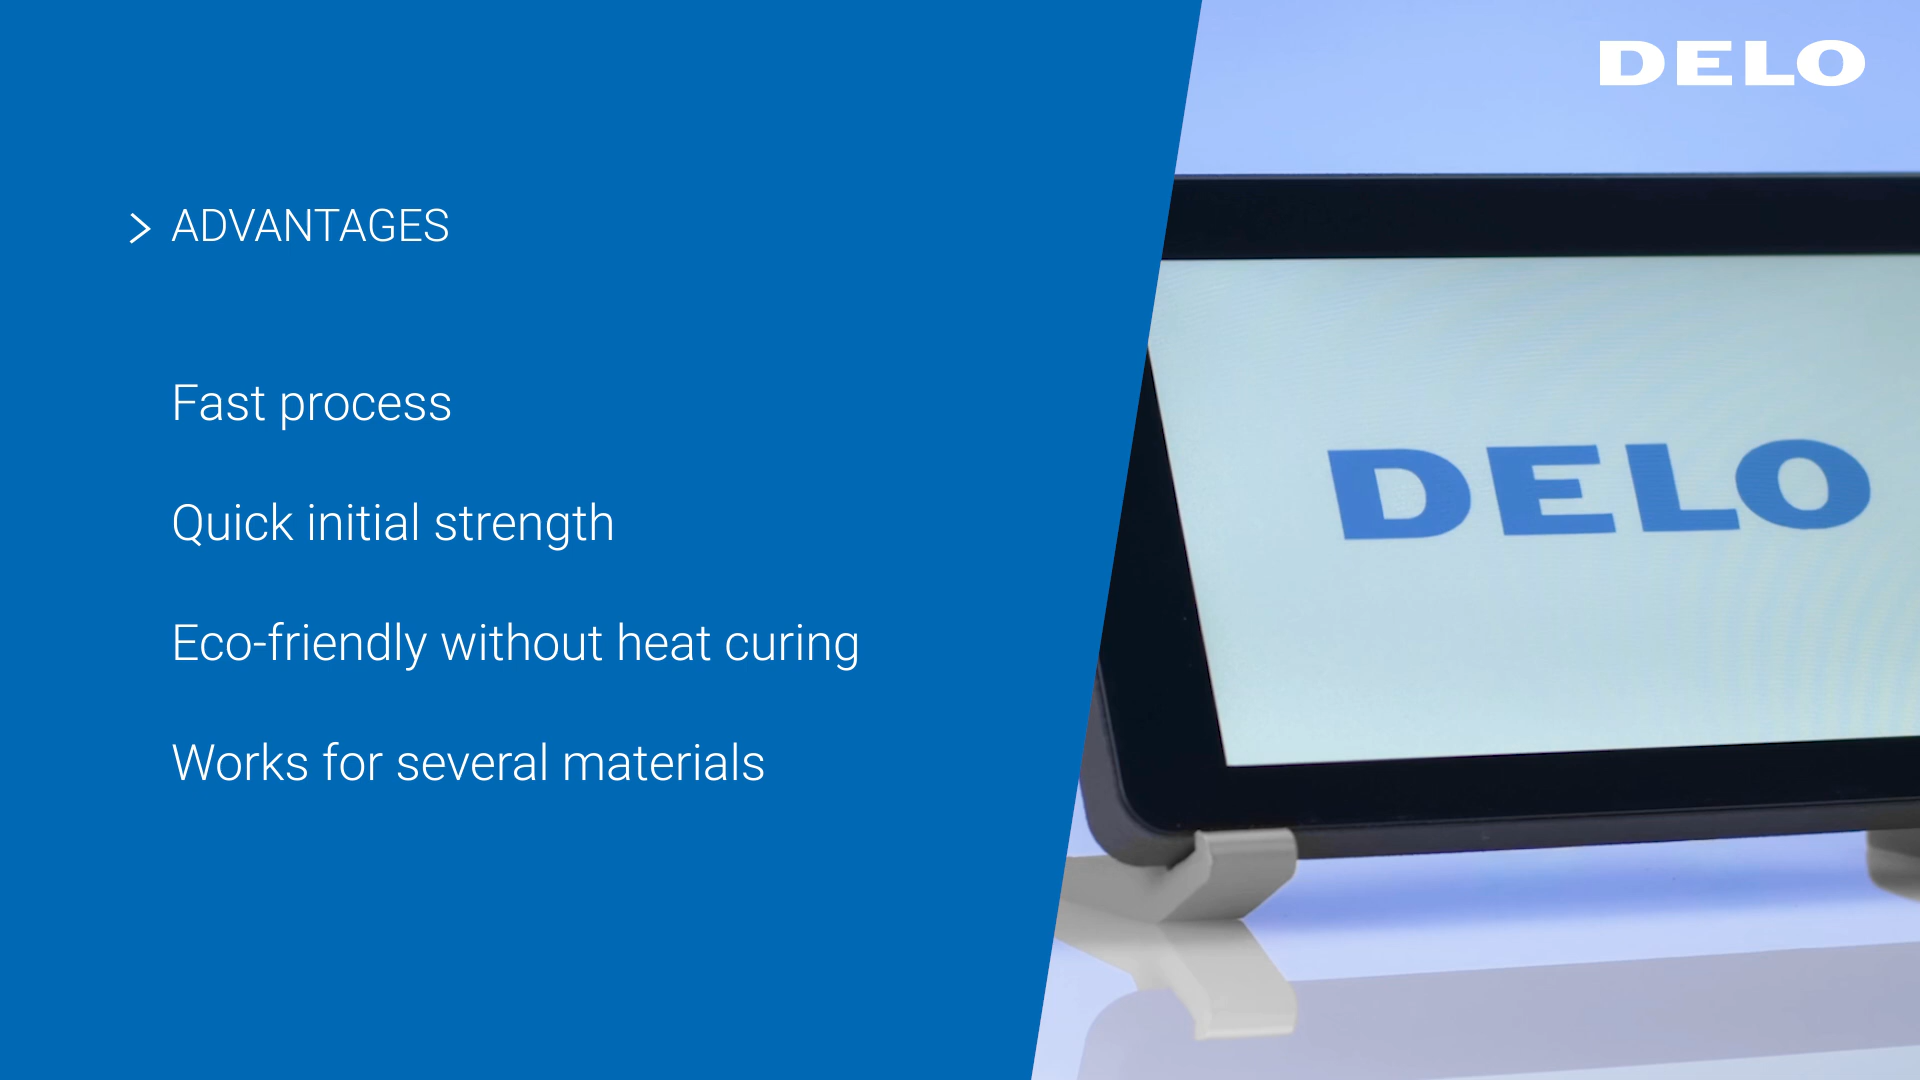 DELO
> ADVANTAGES
Fast process
Quick initial strength
Eco-friendly without heat curing
Works for several materials
DELO